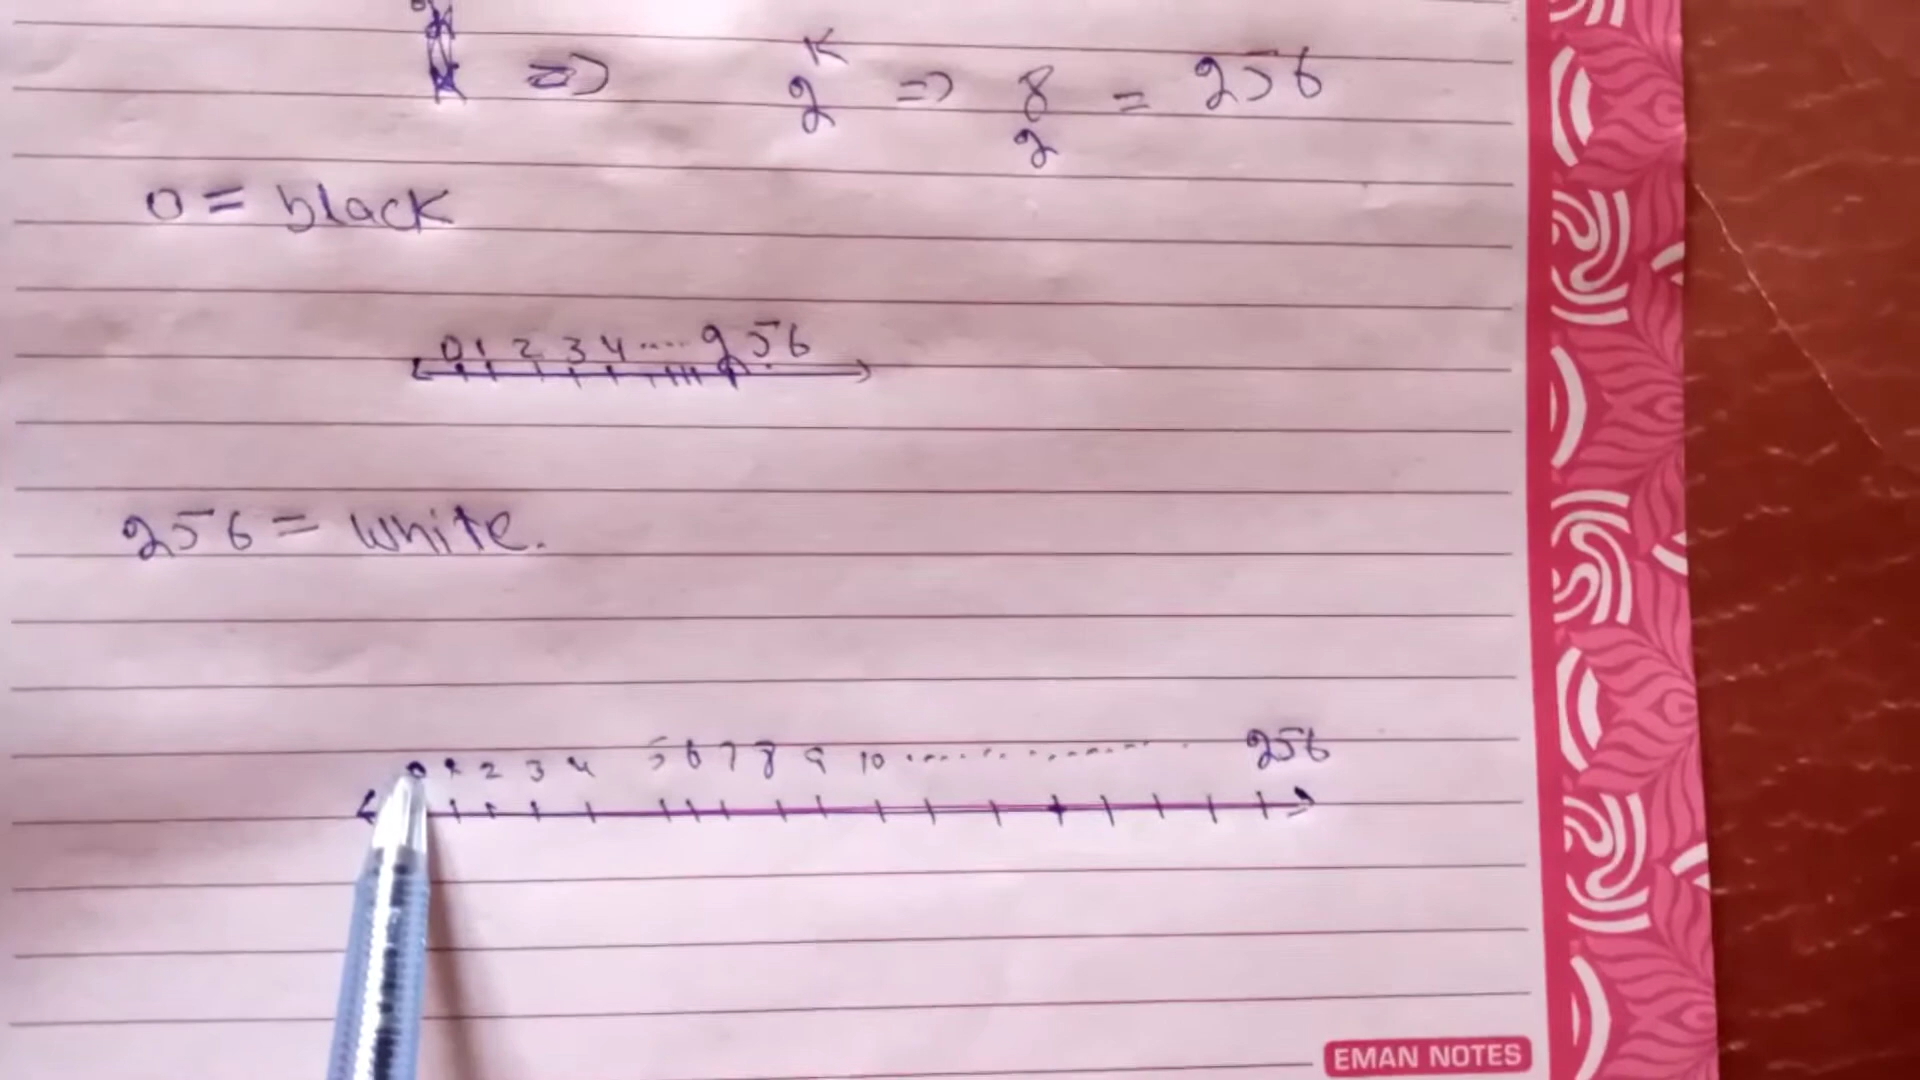 => 2^K => 8 2 = 256
0 = black
0 1 2 3 4 ..... 256
256 = white.
0 1 2 3 4 5 6 7 8 9 10 .................. 256
EMAN NOTES